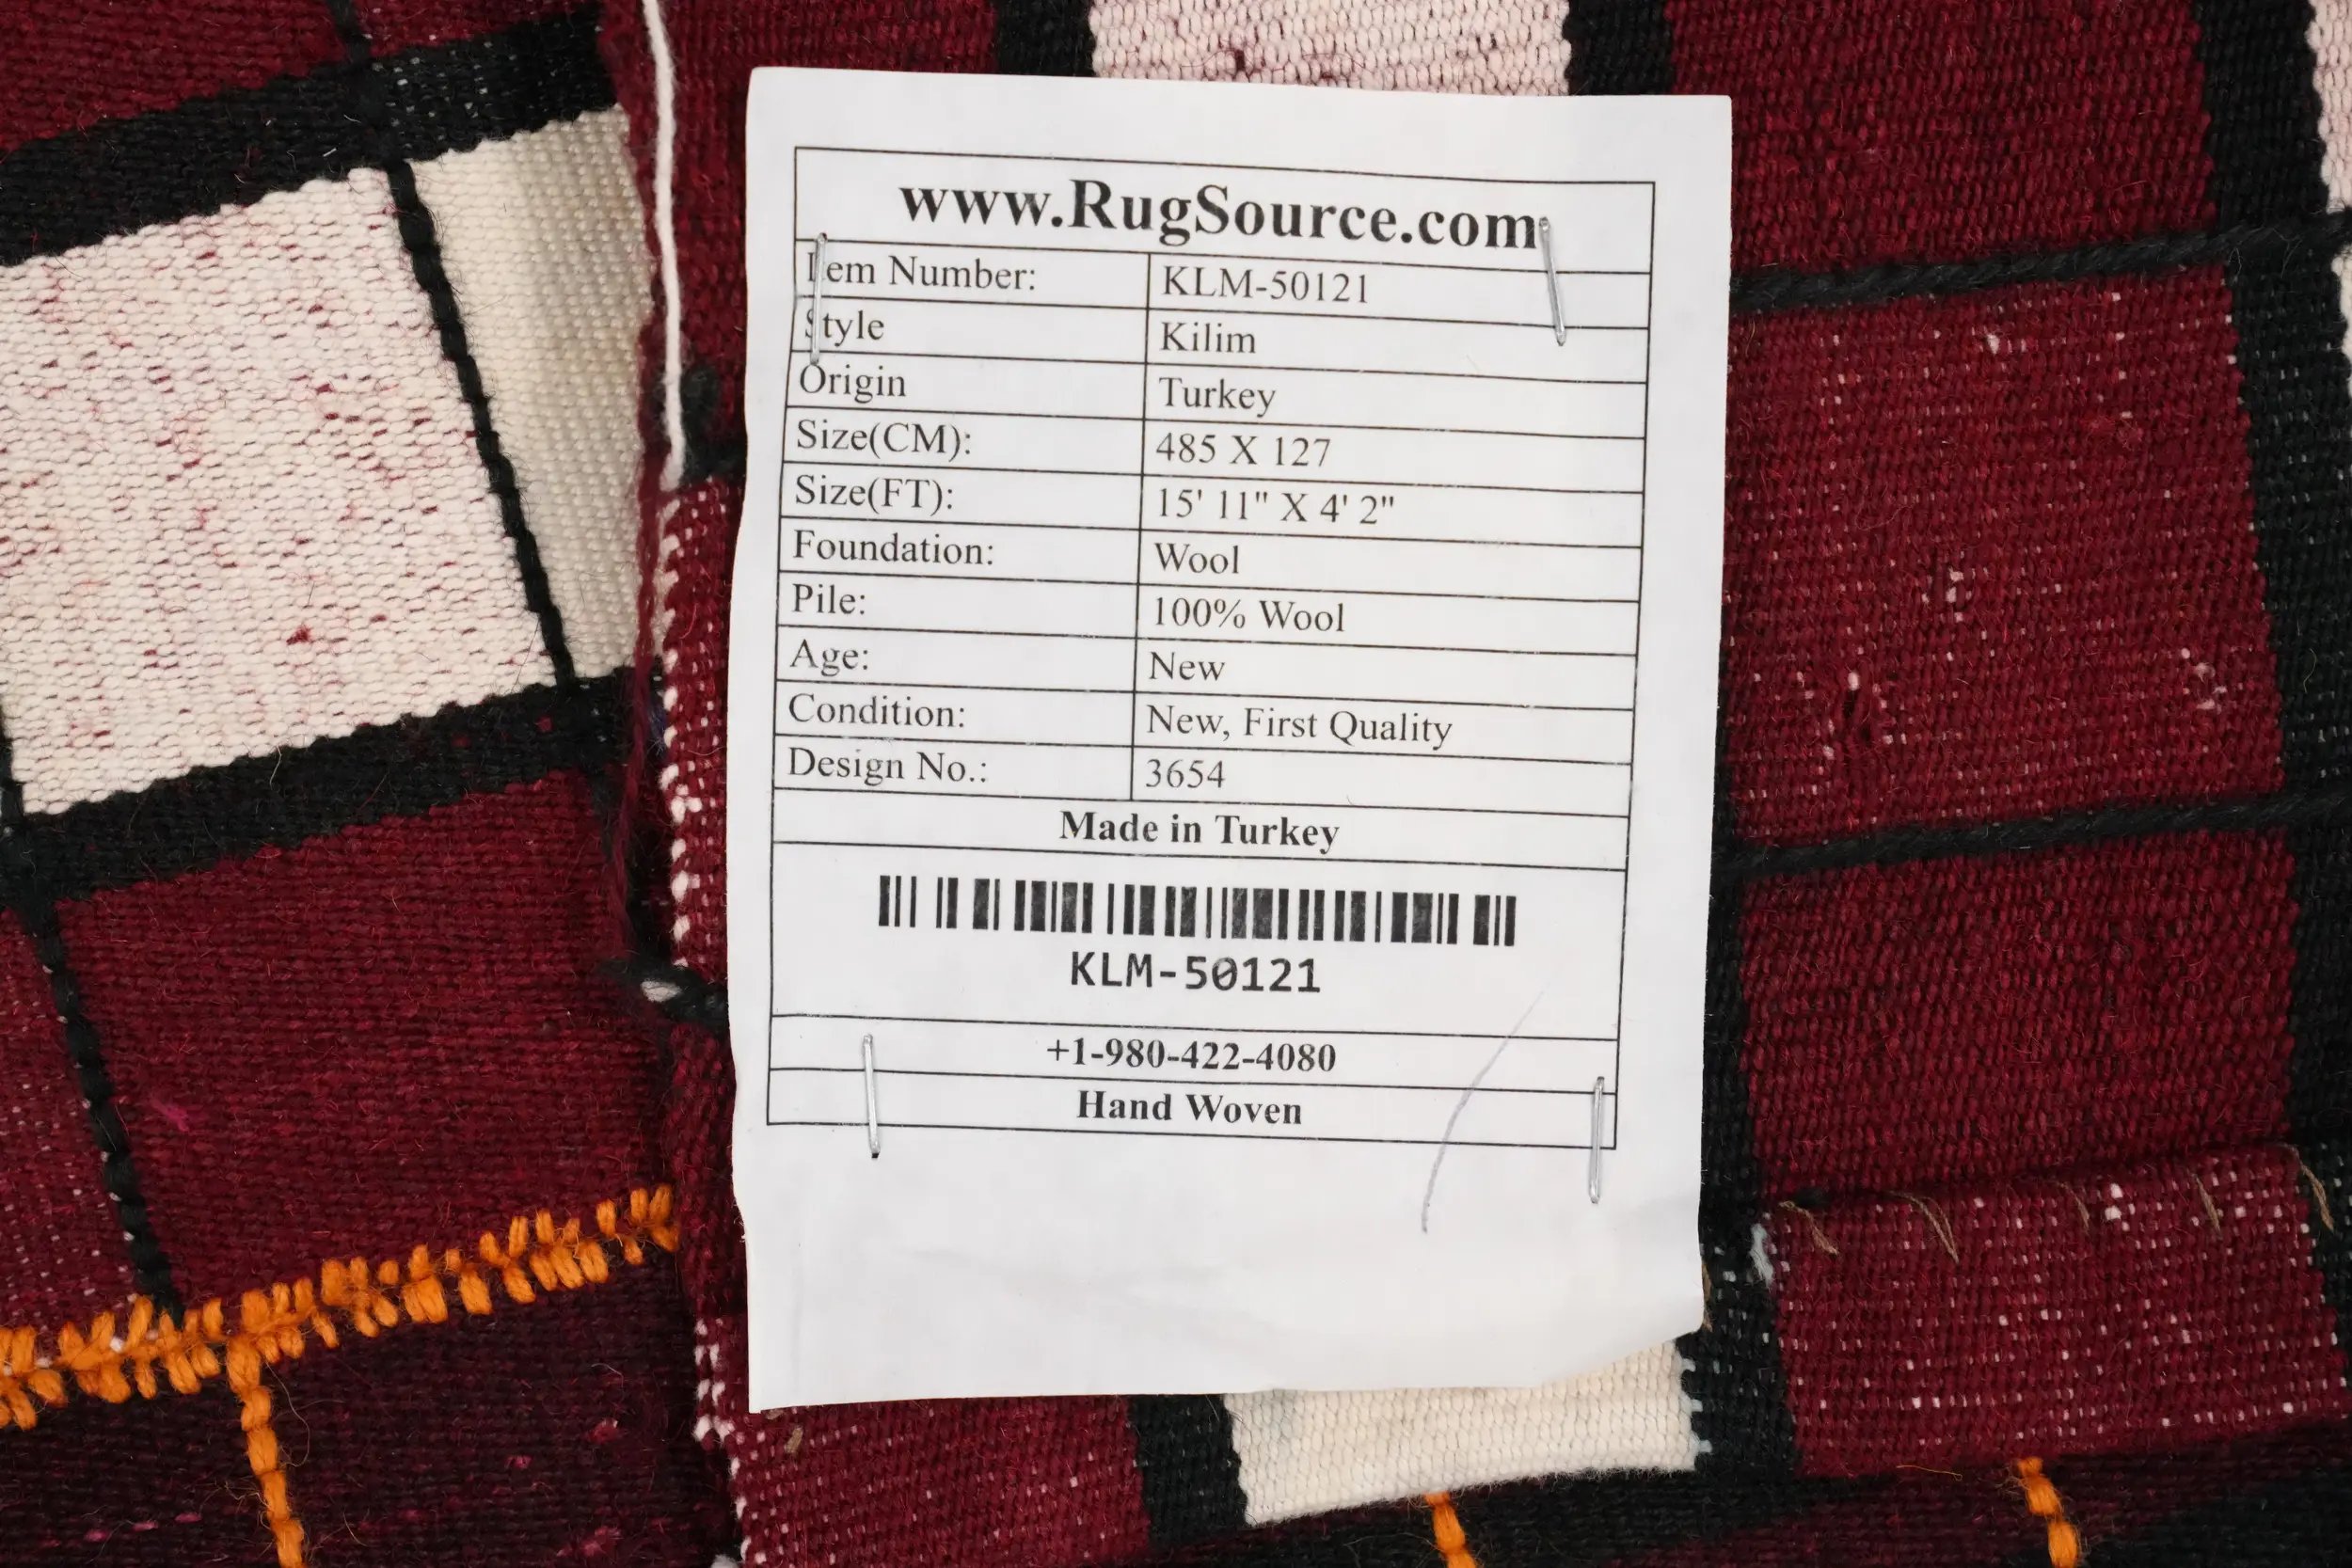 www.RugSource.com
Item Number: KLM-50121
Style Kilim
Origin Turkey
Size(CM): 485 X 127
Size(FT): 15' 11" X 4' 2"
Foundation: Wool
Pile: 100% Wool
Age: New
Condition: New, First Quality
Design No.: 3654
Made in Turkey
KLM-50121
+1-980-422-4080
Hand Woven